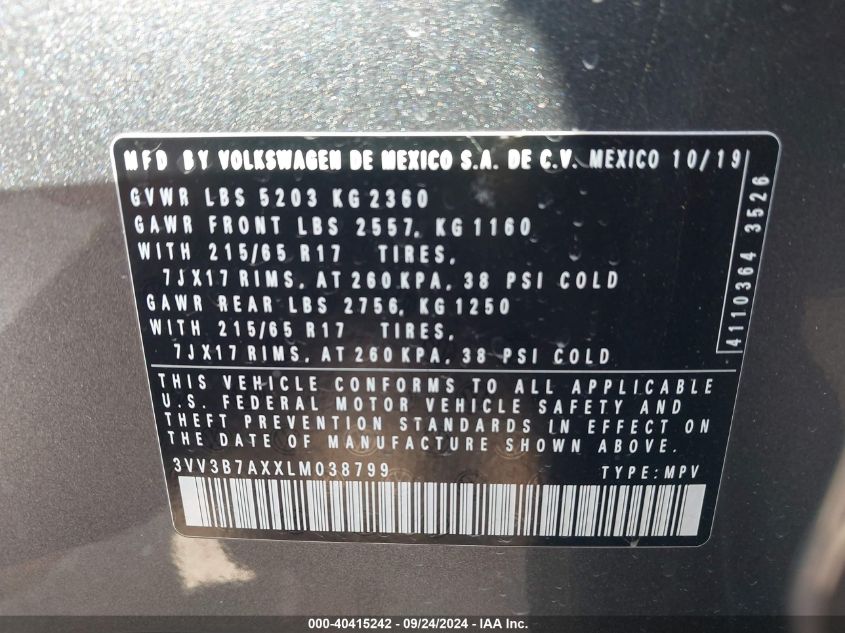 MFD BY VOLKSWAGEN DE MEXICO S.A. DE C.V. MEXICO 10/19
GVWR LBS 5203 KG 2360
GAWR FRONT LBS 2557, KG 1160
WITH 215/65 R17 TIRES,
7JX17 RIMS, AT 260 KPA, 38 PSI COLD
GAWR REAR LBS 2756, KG 1250
WITH 215/65 R17 TIRES,
7JX17 RIMS, AT 260 KPA, 38 PSI COLD
4110364 3526
THIS VEHICLE CONFORMS TO ALL APPLICABLE
U.S. FEDERAL MOTOR VEHICLE SAFETY AND
THEFT PREVENTION STANDARDS IN EFFECT ON
THE DATE OF MANUFACTURE SHOWN ABOVE.
3VV3B7AXXLM038799 TYPE: MPV
000-40415242 - 09/24/2024 - IAA Inc.